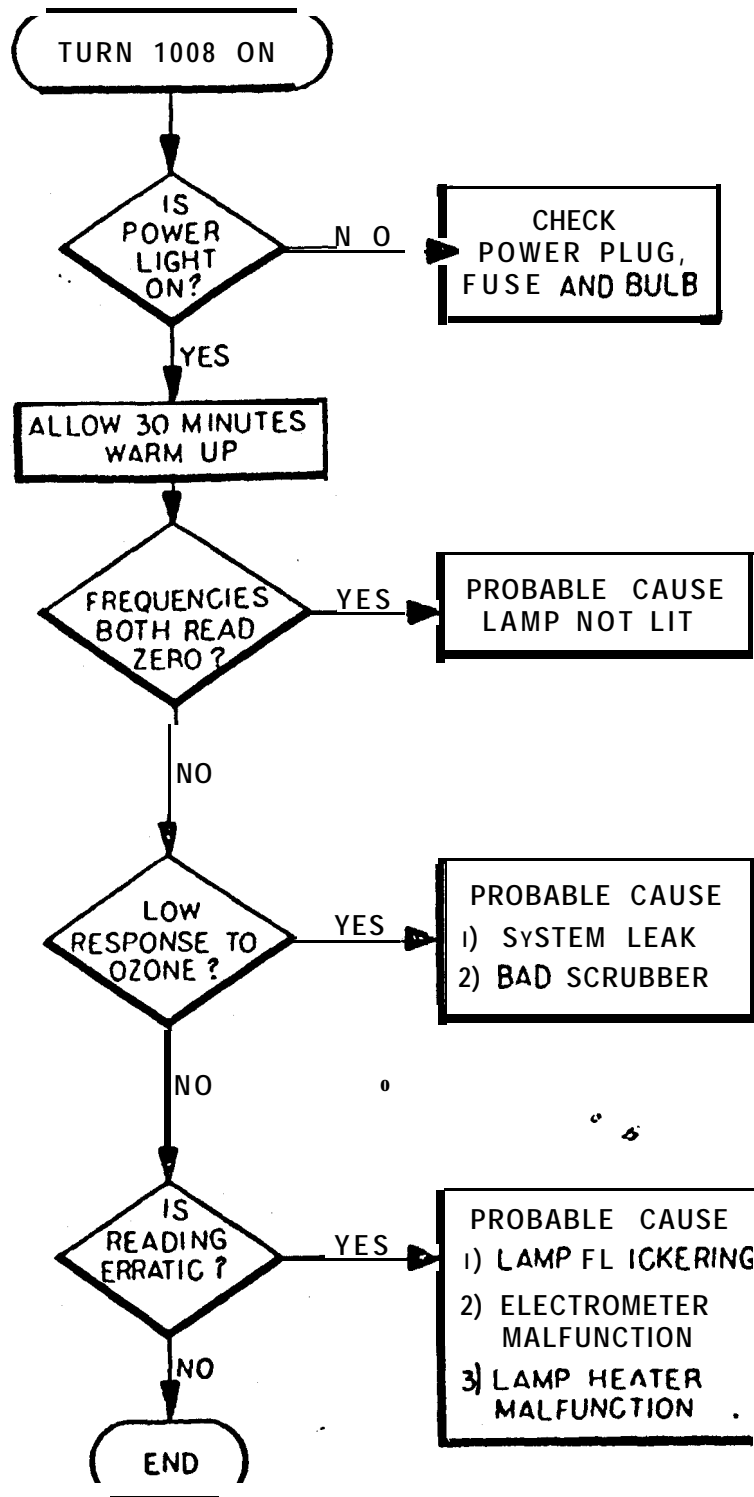 TURN 1008 ON
IS
POWER
LIGHT
ON?
NO
CHECK
POWER PLUG,
FUSE AND BULB
YES
ALLOW 30 MINUTES
WARM UP
FREQUENCIES
BOTH READ
ZERO?
YES
PROBABLE CAUSE
LAMP NOT LIT
NO
LOW
RESPONSE TO
OZONE?
YES
PROBABLE CAUSE
1) SYSTEM LEAK
2) BAD SCRUBBER
NO
IS
READING
ERRATIC?
YES
PROBABLE CAUSE
1) LAMP FLICKERING
2) ELECTROMETER
MALFUNCTION
3) LAMP HEATER
MALFUNCTION
NO
END